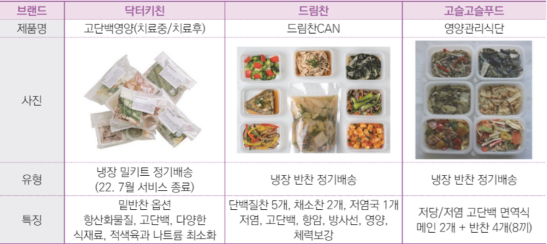 브랜드 닥터키친 드림찬 고슬고슬푸드
제품명 고단백영양(치료중/치료후) 드림찬CAN 영양관리식단
사진
유형 냉장 밀키트 정기배송 냉장 반찬 정기배송 냉장 반찬 정기배송
(22. 7월 서비스 종료)
특징 밑반찬 옵션 단백질찬 5개, 채소찬 2개, 저염국 1개 저당/저염 고단백 면역식
항산화물질, 고단백, 다양한 저염, 고단백, 항암, 방사선, 영양, 메인 2개 + 반찬 4개(8끼)
식재료, 적색육과 나트륨 최소화 체력보강